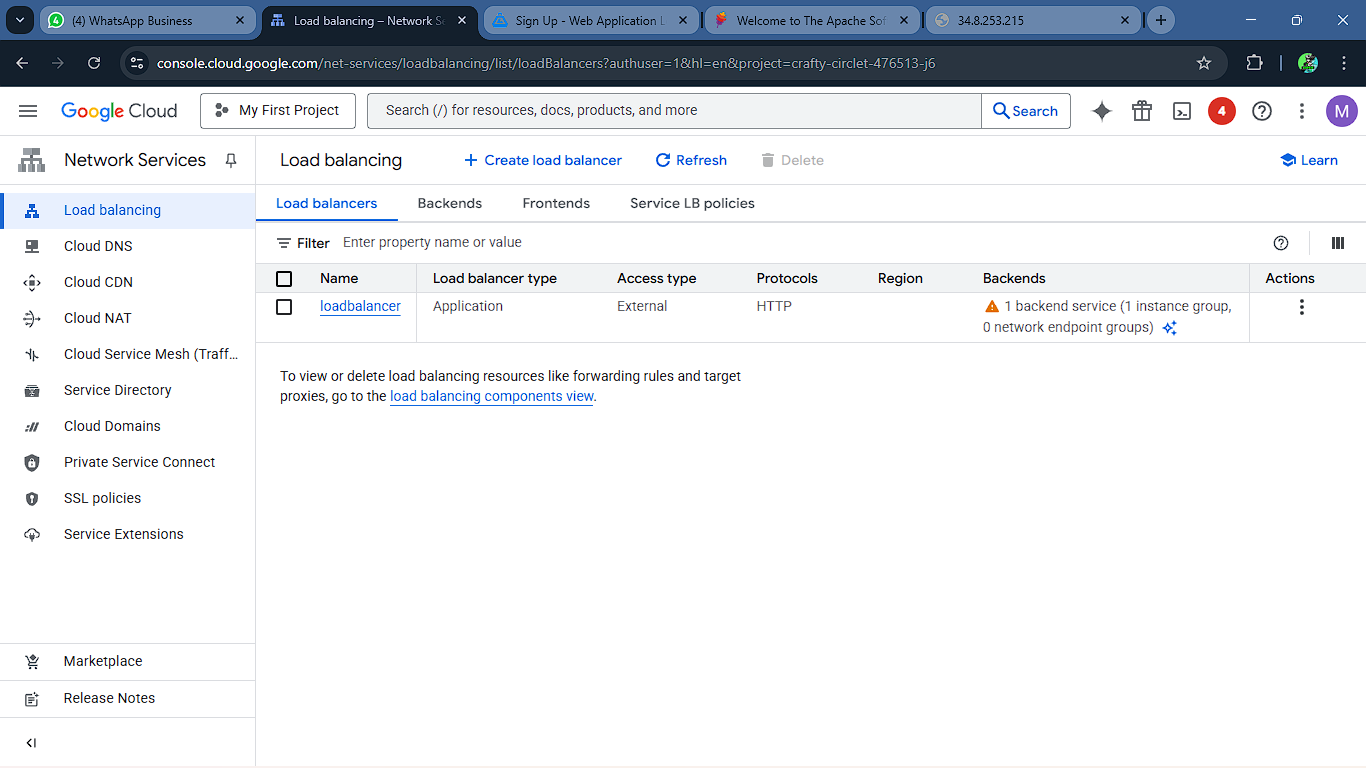 (4) WhatsApp Business
Load balancing – Network Se
Sign Up - Web Application L
Welcome to The Apache Sof
34.8.253.215
console.cloud.google.com/net-services/loadbalancing/list/loadBalancers?authuser=1&hl=en&project=crafty-circlet-476513-j6
Google Cloud
My First Project
Search (/) for resources, docs, products, and more
Search
4
M
Network Services
Load balancing
Create load balancer
Refresh
Delete
Learn
Load balancing
Cloud DNS
Cloud CDN
Cloud NAT
Cloud Service Mesh (Traff...
Service Directory
Cloud Domains
Private Service Connect
SSL policies
Service Extensions
Marketplace
Release Notes
Load balancers
Backends
Frontends
Service LB policies
Filter Enter property name or value
Name Load balancer type Access type Protocols Region Backends Actions
loadbalancer Application External HTTP 1 backend service (1 instance group,
0 network endpoint groups)
To view or delete load balancing resources like forwarding rules and target
proxies, go to the load balancing components view.